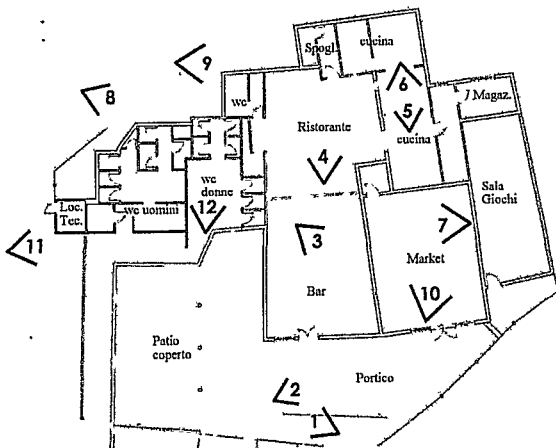 Spogl.
cucina
9
6
8
wc
5
/ Magaz.
Ristorante
cucina
4
wc
donne
Sala
Giochi
Loc.
Tec.
wc uomini
12
7
11
3
Market
Bar
10
Patio
coperto
Portico
2
1